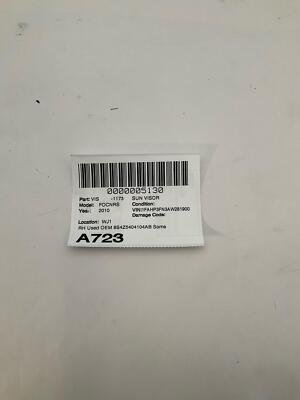 0000005130
Part: VIS -1173 SUN VISOR
Model: FOCNRS Condition:
Year: 2010 VIN:1FAHP3FN3AW281900
Damage Code:
Location: WJ1
RH Used OEM 8S4Z5404104AB Some
A723